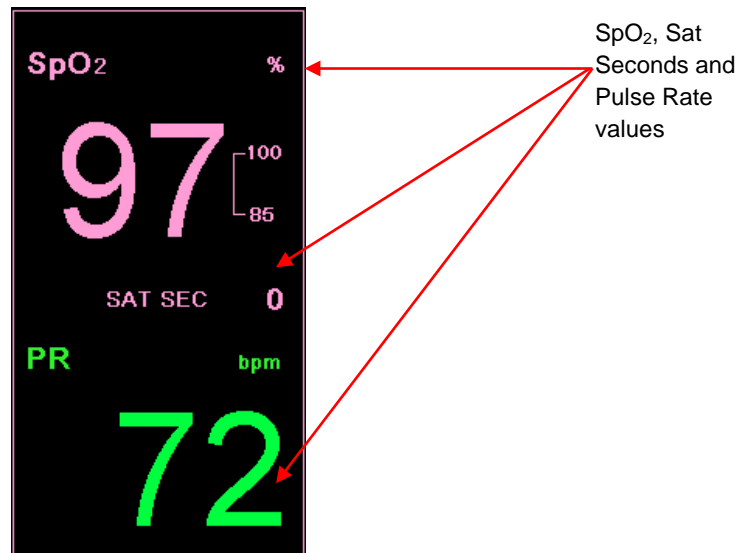 SpO₂ %
97
100
85
SAT SEC 0
PR bpm
72
SpO₂, Sat
Seconds and
Pulse Rate
values